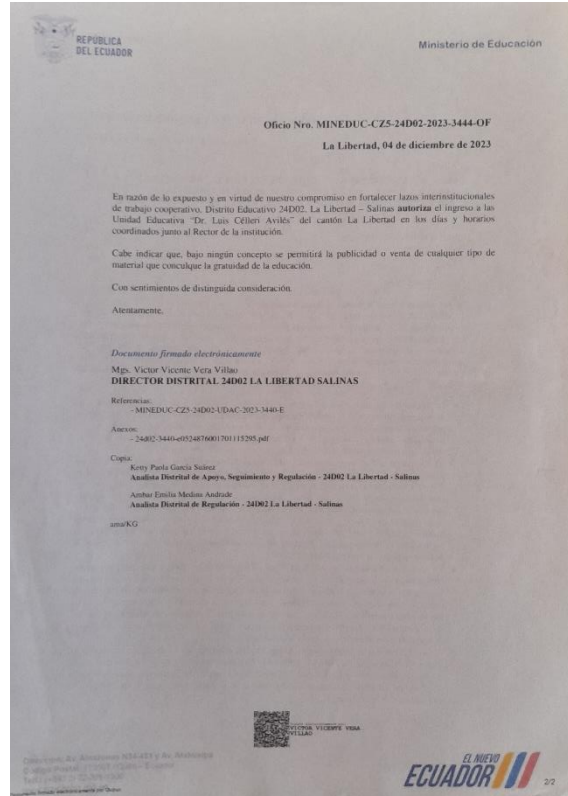 REPÚBLICA
DEL ECUADOR
Ministerio de Educación
Oficio Nro. MINEDUC-CZ5-24D02-2023-3444-OF
La Libertad, 04 de diciembre de 2023
En razón de lo expuesto y en virtud de nuestro compromiso en fortalecer lazos interinstitucionales
de trabajo cooperativo, Distrito Educativo 24D02, La Libertad – Salinas autoriza el ingreso a las
Unidad Educativa "Dr. Luis Célleri Avilés" del cantón La Libertad en los días y horarios
coordinados junto al Rector de la institución.
Cabe indicar que, bajo ningún concepto se permitirá la publicidad o venta de cualquier tipo de
material que conculque la gratuidad de la educación.
Con sentimientos de distinguida consideración.
Atentamente,
Documento firmado electrónicamente
Mgs. Victor Vicente Vera Villao
DIRECTOR DISTRITAL 24D02 LA LIBERTAD SALINAS
Referencias:
- MINEDUC-CZ5-24D02-UDAC-2023-3440-E
Anexos:
- 24d02-3440-e0524876001701115295.pdf
Copia:
Ketty Paola García Suárez
Analista Distrital de Apoyo, Seguimiento y Regulación - 24D02 La Libertad - Salinas
Ambar Emilia Medina Andrade
Analista Distrital de Regulación - 24D02 La Libertad - Salinas
ama/KG
VICTOR VICENTE VERA
VILLAO
EL NUEVO
ECUADOR
2/2